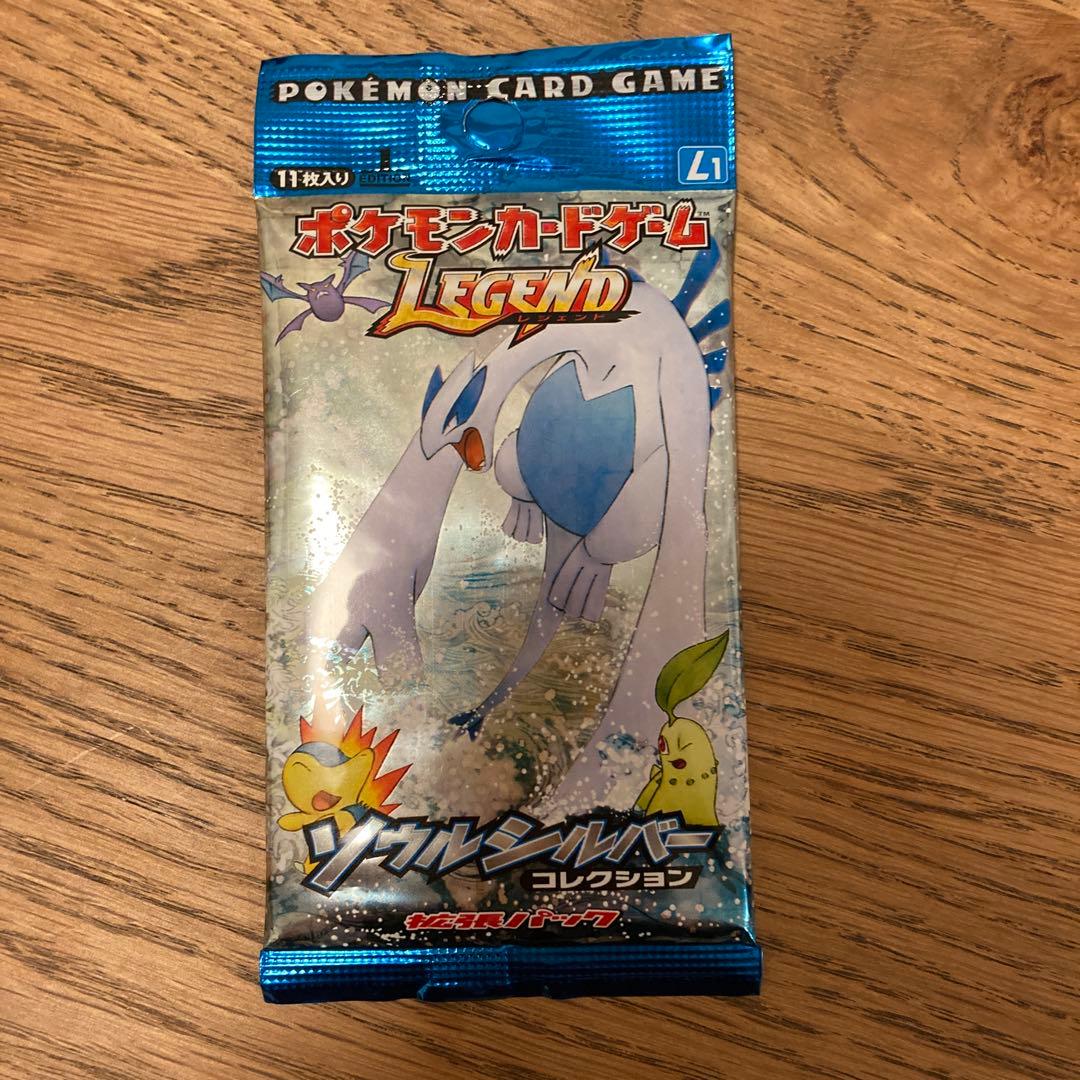 POKÉMON CARD GAME
11枚入り
1
EDITION
L1
ポケモンカードゲーム™
LEGEND
レジェンド
ソウルシルバー
コレクション
拡張パック